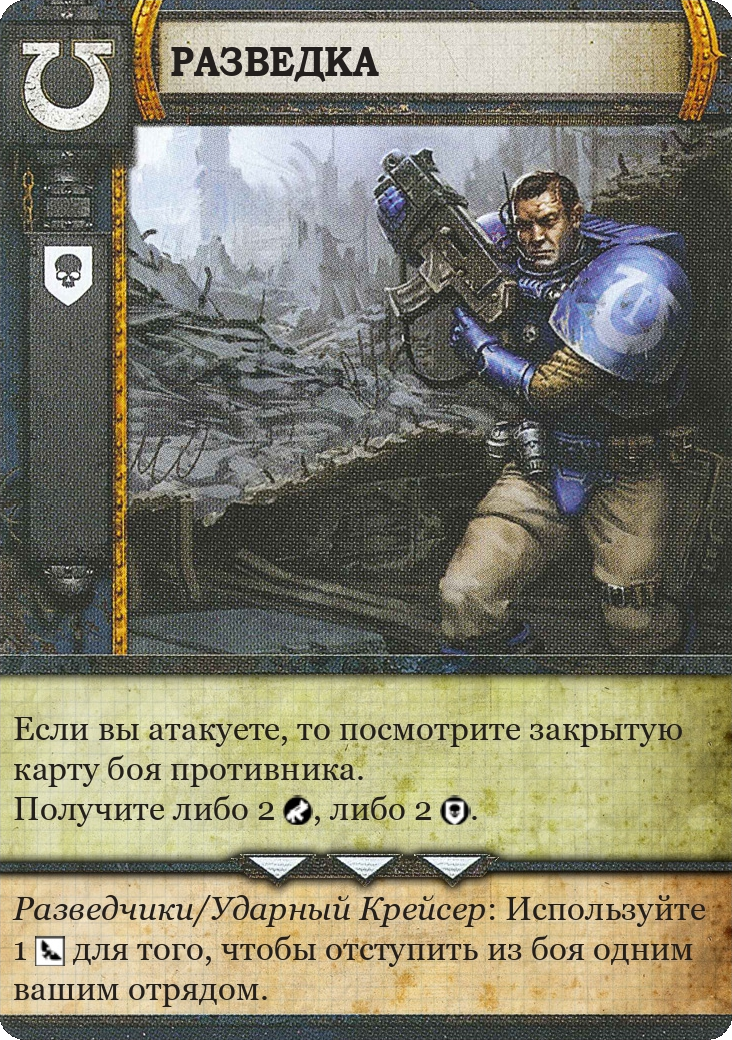 РАЗВЕДКА
Если вы атакуете, то посмотрите закрытую
карту боя противника.
Получите либо 2 , либо 2 .
Разведчики/Ударный Крейсер: Используйте
1 для того, чтобы отступить из боя одним
вашим отрядом.